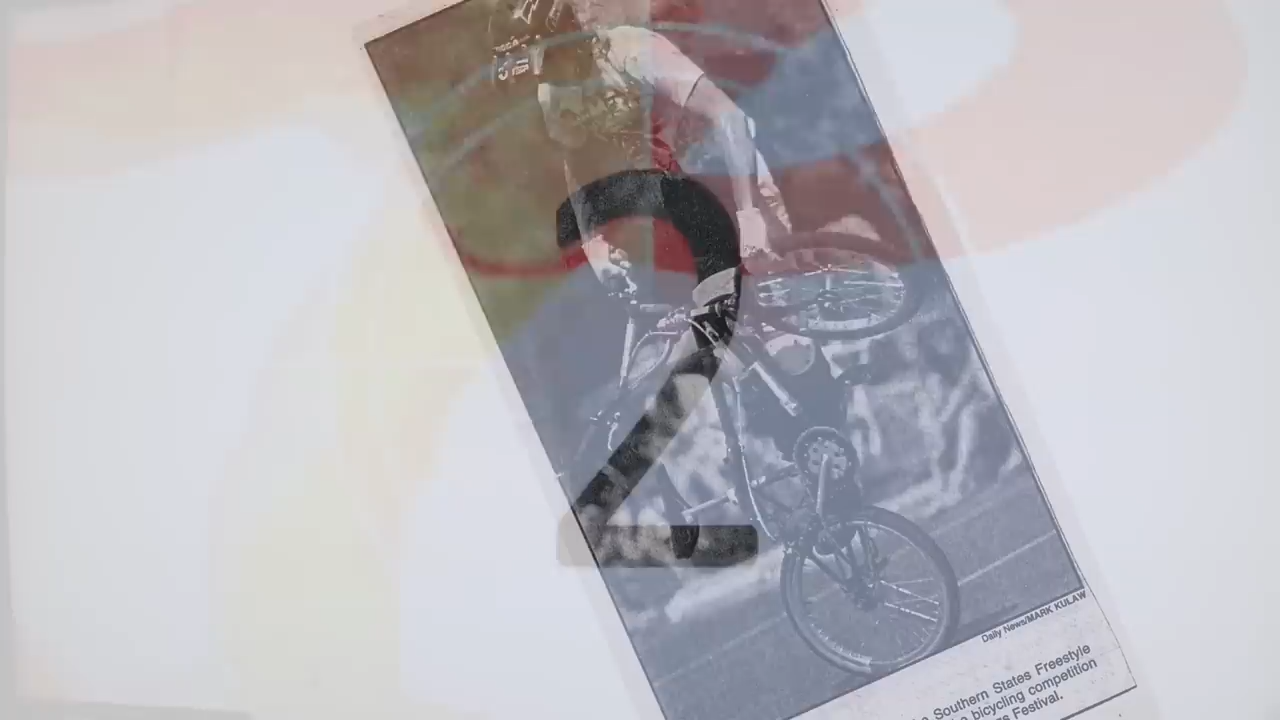 2
Daily News/MARK KULAW
Southern States Freestyle
bicycling competition
Festival.